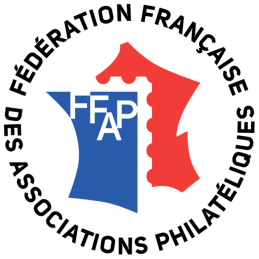 FÉDÉRATION FRANÇAISE
DES ASSOCIATIONS PHILATÉLIQUES
FFAP